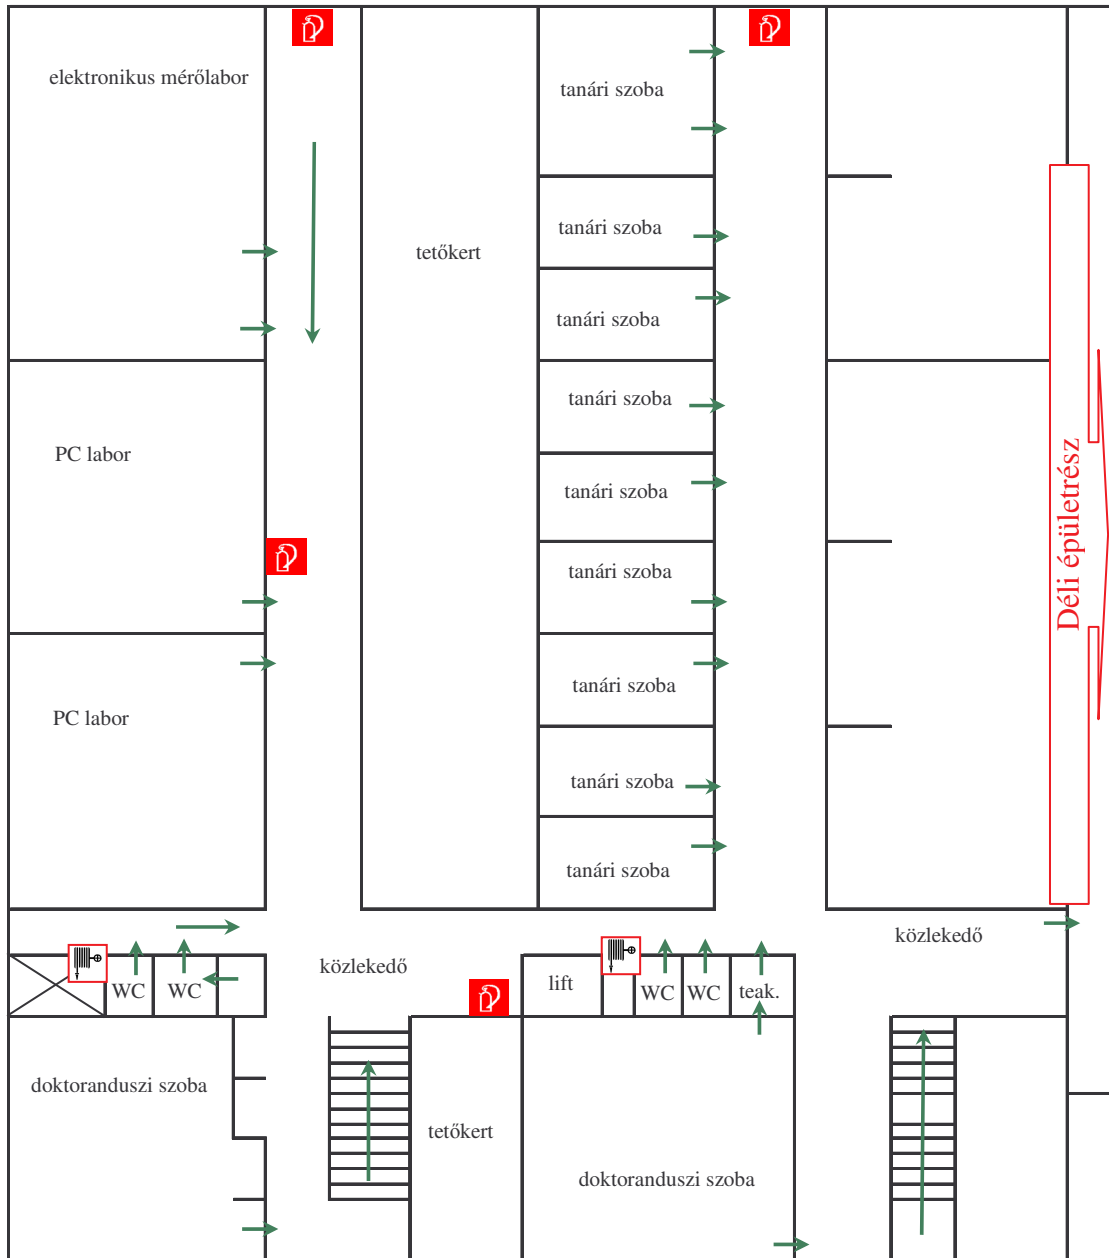 elektronikus mérőlabor
tanári szoba
tanári szoba
tetőkert
tanári szoba
tanári szoba
PC labor
tanári szoba
Déli épületrész
tanári szoba
tanári szoba
PC labor
tanári szoba
tanári szoba
közlekedő
közlekedő
lift
WC
WC
WC
WC
teak.
doktoranduszi szoba
tetőkert
doktoranduszi szoba